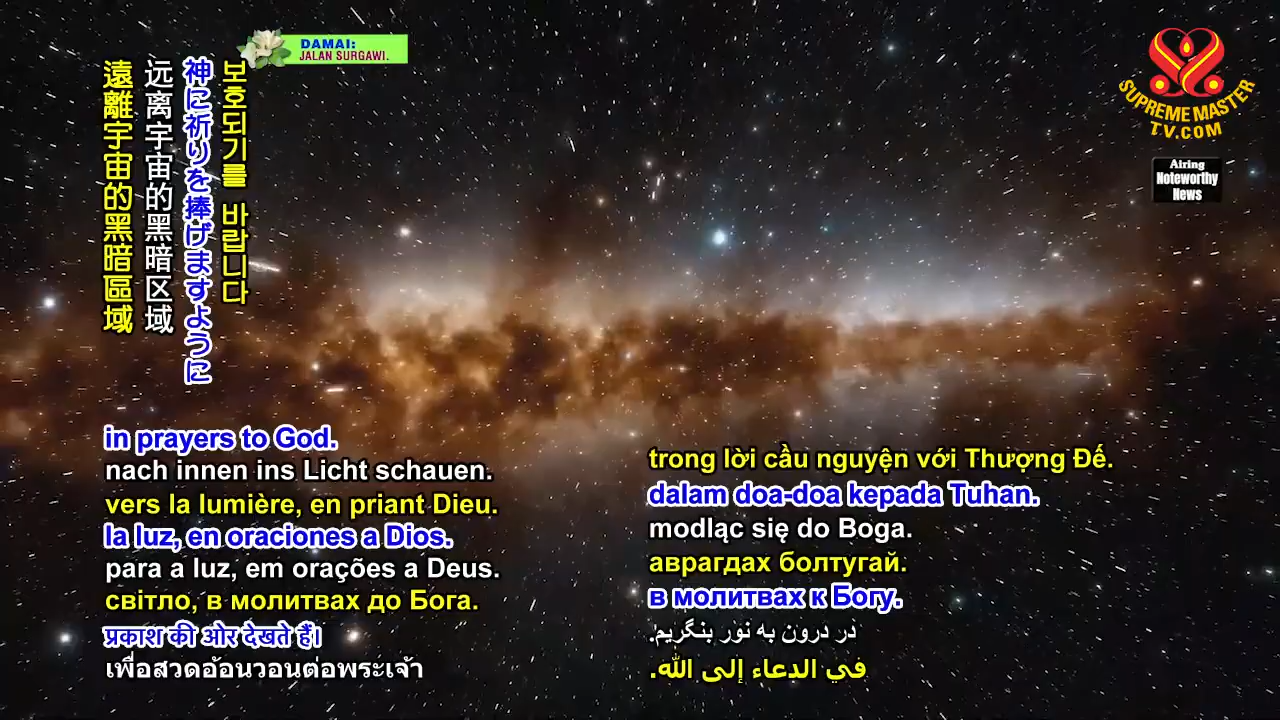 DAMAI:
JALAN SURGAWI.
SUPREME MASTER
TV.COM
Airing
Noteworthy
News
보호되기를 바랍니다
神に祈りを捧げますように
远离宇宙的黑暗区域
遠離宇宙的黑暗區域
in prayers to God.
nach innen ins Licht schauen.
vers la lumière, en priant Dieu.
la luz, en oraciones a Dios.
para a luz, em orações a Deus.
світло, в молитвах до Бога.
प्रकाश की ओर देखते हैं।
เพื่อสวดอ้อนวอนต่อพระเจ้า
trong lời cầu nguyện với Thượng Đế.
dalam doa-doa kepada Tuhan.
modląc się do Boga.
аврагдах болтугай.
в молитвах к Богу.
در درون به نور بنگریم.
في الدعاء إلى الله.